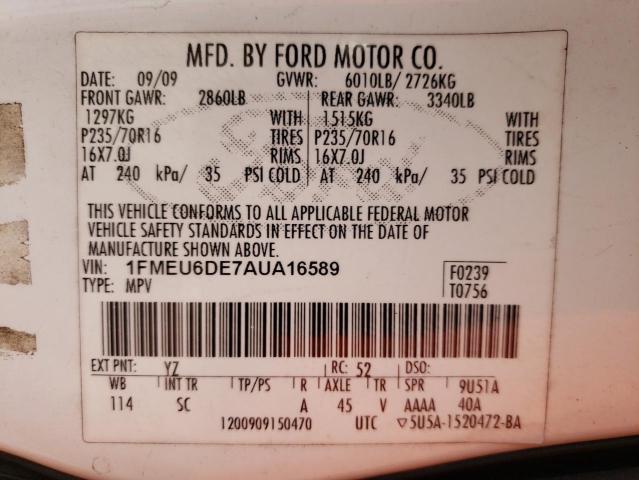 MFD. BY FORD MOTOR CO.
DATE: 09/09 GVWR: 6010LB/ 2726KG
FRONT GAWR: 2860LB REAR GAWR: 3340LB
1297KG WITH 1515KG WITH
P235/70R16 TIRES P235/70R16 TIRES
16X7.0J RIMS 16X7.0J RIMS
AT 240 kPa/ 35 PSI COLD AT 240 kPa/ 35 PSI COLD
THIS VEHICLE CONFORMS TO ALL APPLICABLE FEDERAL MOTOR
VEHICLE SAFETY STANDARDS IN EFFECT ON THE DATE OF
MANUFACTURE SHOWN ABOVE.
VIN: 1FMEU6DE7AUA16589 F0239
TYPE: MPV T0756
EXT PNT: YZ RC: 52 DSO:
WB INT TR TP/PS R AXLE TR SPR 9U51A
114 SC A 45 V AAAA 40A
1200909150470 UTC ▽5U5A-1520472-BA